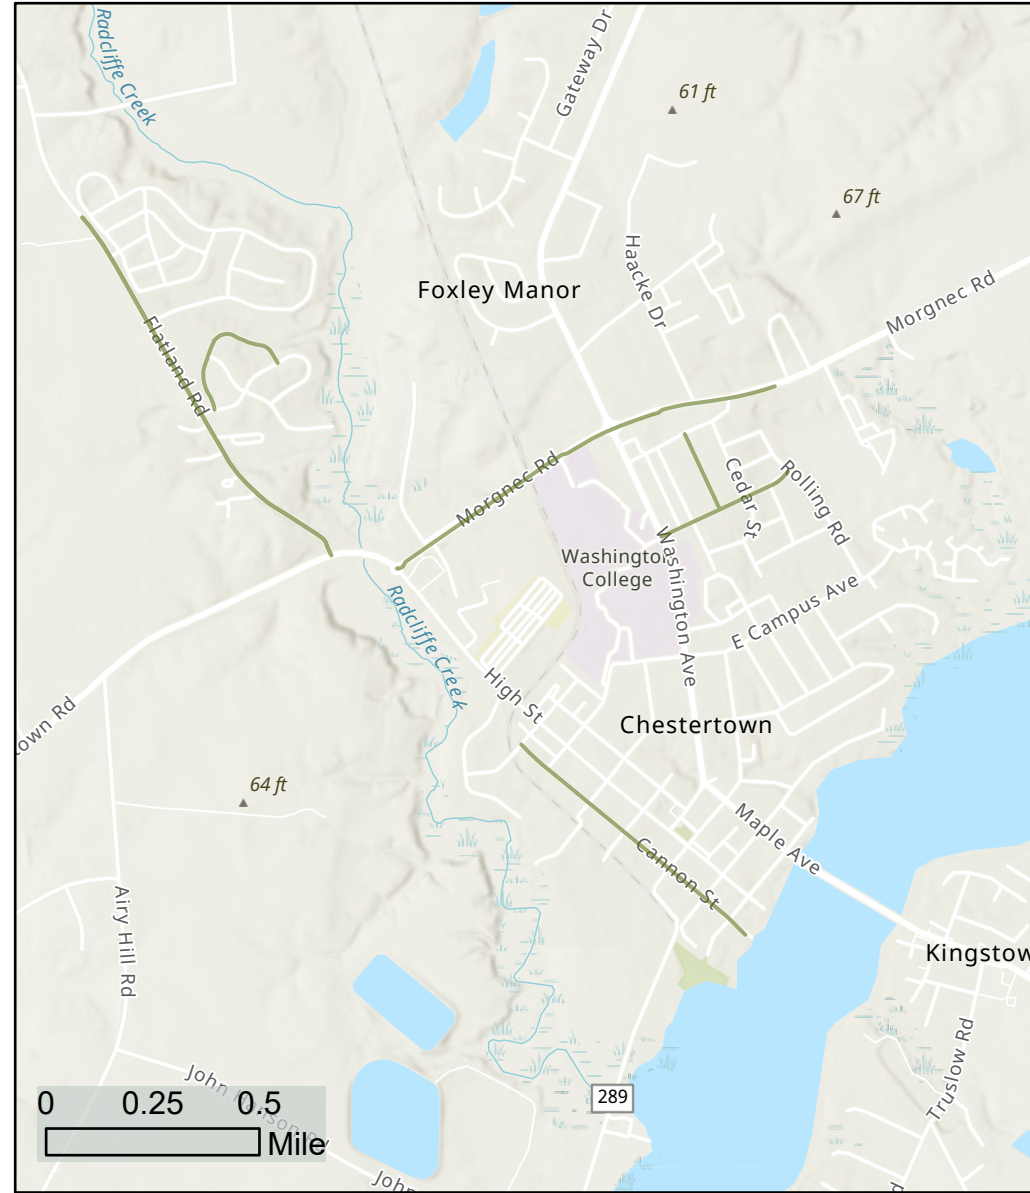 Radcliffe Creek
Gateway Dr
61 ft
67 ft
Haacke Dr
Foxley Manor
Morgnec Rd
Flatland Rd
Morgnec Rd
Cedar St
Rolling Rd
Washington
College
Washington Ave
E Campus Ave
Radcliffe Creek
High St
town Rd
Chestertown
64 ft
Maple Ave
Cannon St
Airy Hill Rd
Kingstow
Truslow Rd
John
289
John
d
0 0.25 0.5
Mile